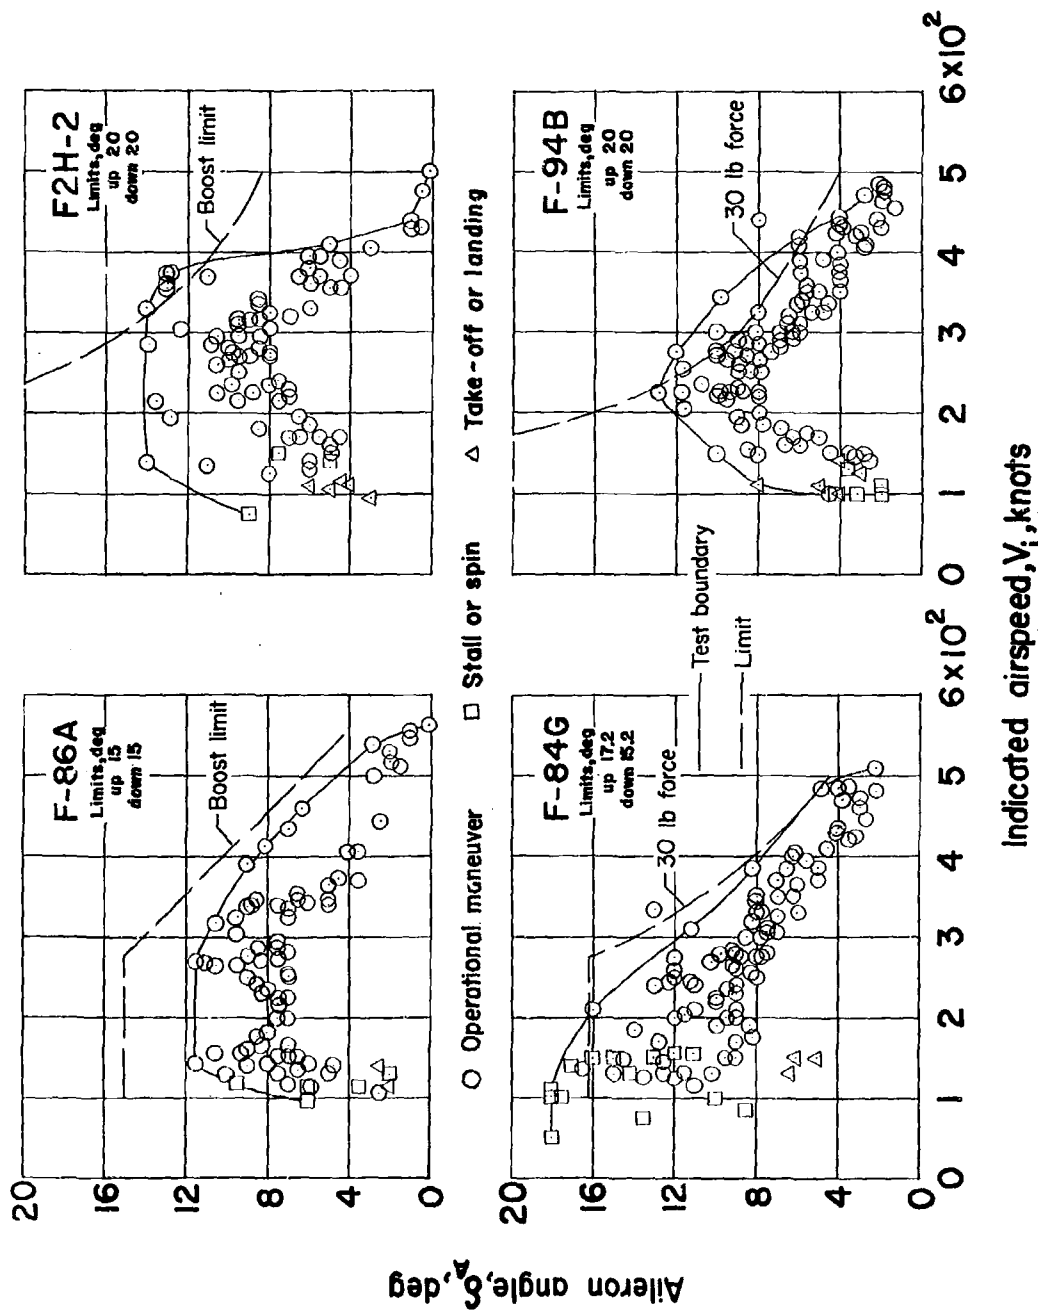 F-86A
Limits,deg
up 15
down 15
Boost limit
F2H-2
Limits,deg
up 20
down 20
Boost limit
20
16
12
8
4
0
○ Operational maneuver □ Stall or spin △ Take-off or landing
F-84G
Limits,deg
up 17.2
down 15.2
30 lb force
Test boundary
Limit
F-94B
Limits,deg
up 20
down 20
30 lb force
20
16
12
8
4
0
0 1 2 3 4 5 6x10²
0 1 2 3 4 5 6x10²
Aileron angle, δA, deg
Indicated airspeed, Vi, knots